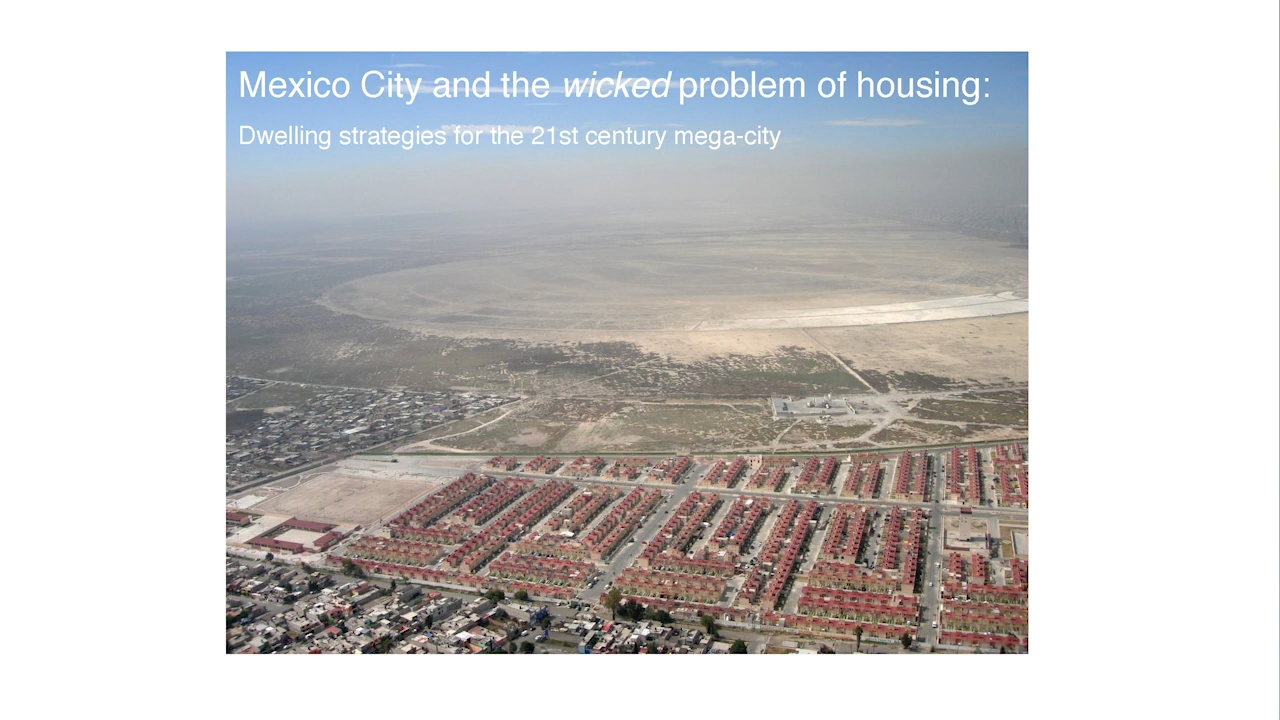 Mexico City and the wicked problem of housing:
Dwelling strategies for the 21st century mega-city